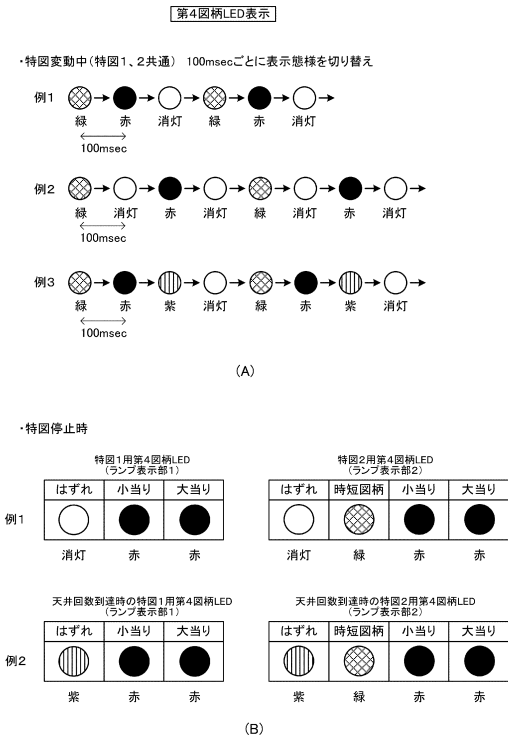 第４図柄LED表示
・特図変動中（特図１、２共通）　100msecごとに表示態様を切り替え
例１
緑 赤 消灯 緑 赤 消灯
100msec
例２
緑 消灯 赤 消灯 緑 消灯 赤 消灯
100msec
例３
緑 赤 紫 消灯 緑 赤 紫 消灯
100msec
（A）
・特図停止時
特図１用第４図柄LED
（ランプ表示部１）
はずれ 小当り 大当り
例１
消灯 赤 赤
特図２用第４図柄LED
（ランプ表示部２）
はずれ 時短図柄 小当り 大当り
消灯 緑 赤 赤
天井回数到達時の特図１用第４図柄LED
（ランプ表示部１）
はずれ 小当り 大当り
例２
紫 赤 赤
天井回数到達時の特図２用第４図柄LED
（ランプ表示部２）
はずれ 時短図柄 小当り 大当り
紫 緑 赤 赤
（B）